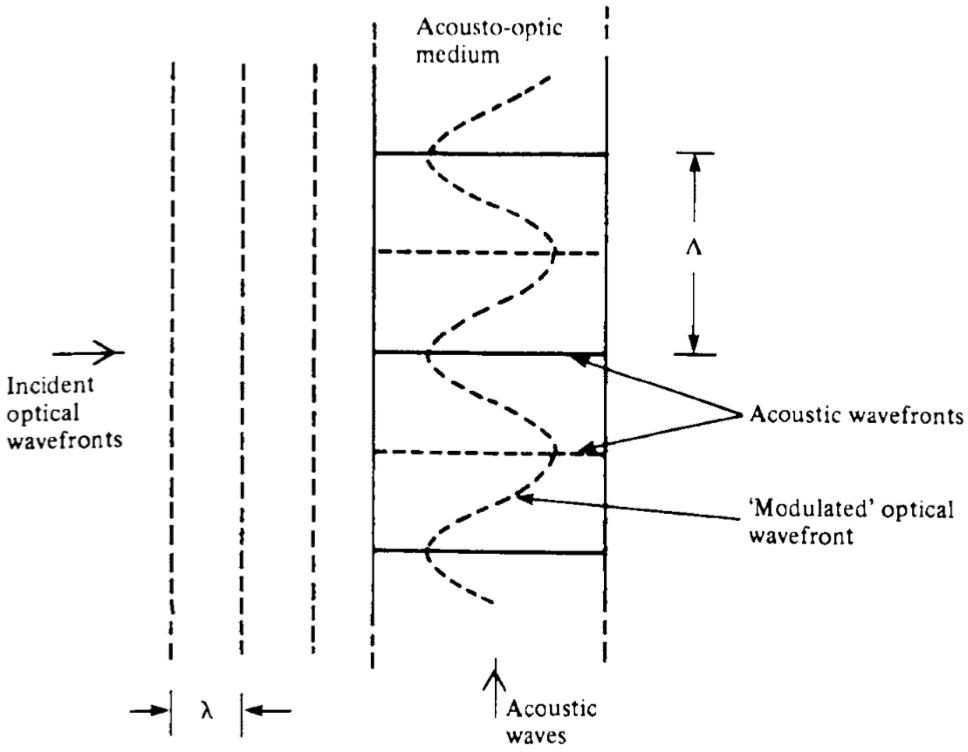 Acousto-optic
medium
Λ
Incident
optical
wavefronts
Acoustic wavefronts
'Modulated' optical
wavefront
λ
Acoustic
waves